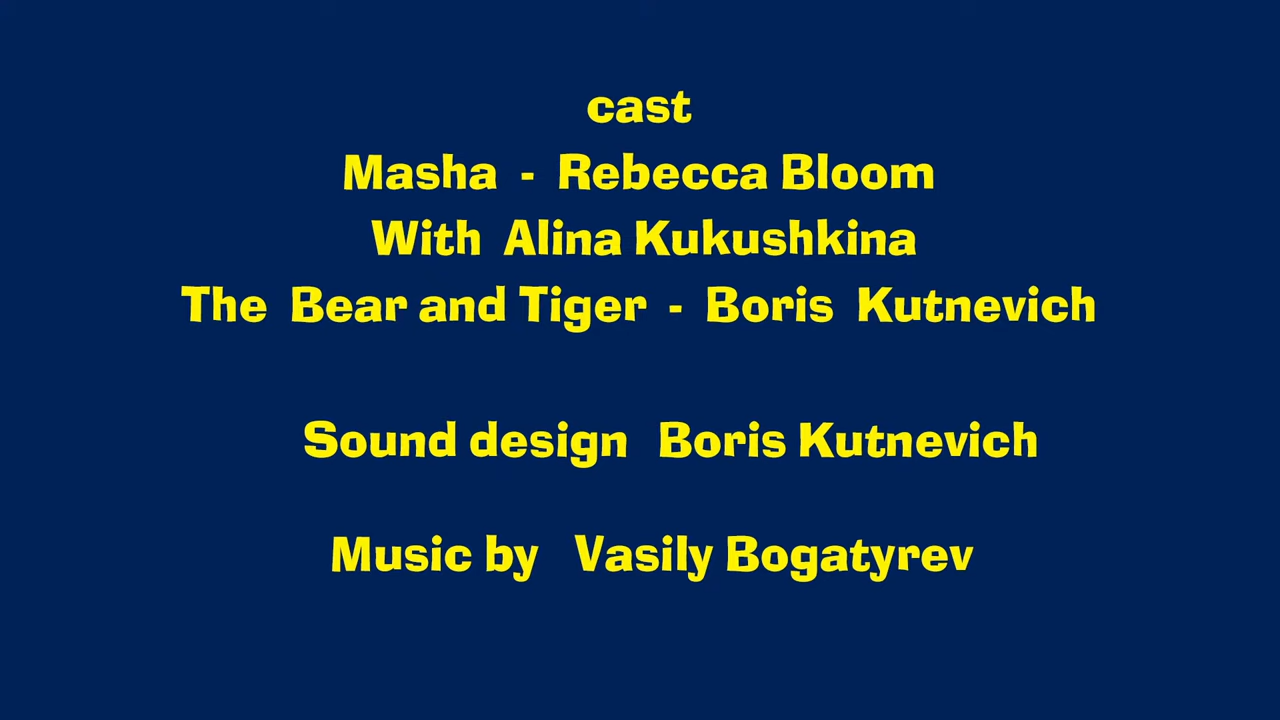 cast
Masha - Rebecca Bloom
With Alina Kukushkina
The Bear and Tiger - Boris Kutnevich
Sound design Boris Kutnevich
Music by Vasily Bogatyrev